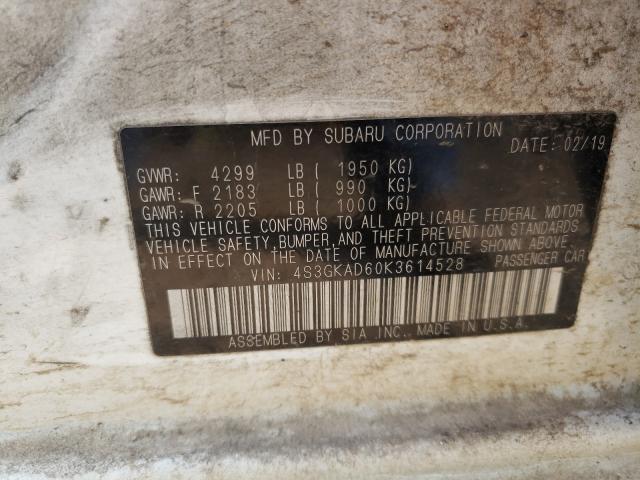 MFD BY SUBARU CORPORATION
DATE: 02/19
GVWR: 4299 LB ( 1950 KG)
GAWR: F 2183 LB ( 990 KG)
GAWR: R 2205 LB ( 1000 KG)
THIS VEHICLE CONFORMS TO ALL APPLICABLE FEDERAL MOTOR
VEHICLE SAFETY,BUMPER,AND THEFT PREVENTION STANDARDS
IN EFFECT ON THE DATE OF MANUFACTURE SHOWN ABOVE.
VIN: 4S3GKAD60K3614528 PASSENGER CAR
ASSEMBLED BY SIA INC., MADE IN U.S.A.